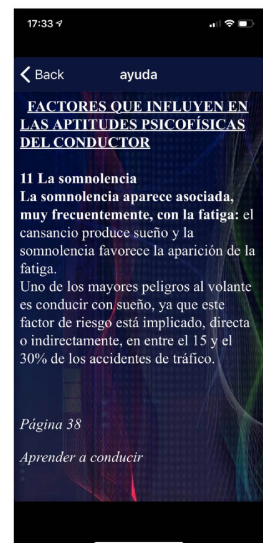 17:33
Back
ayuda
FACTORES QUE INFLUYEN EN
LAS APTITUDES PSICOFÍSICAS
DEL CONDUCTOR
11 La somnolencia
La somnolencia aparece asociada,
muy frecuentemente, con la fatiga: el
cansancio produce sueño y la
somnolencia favorece la aparición de la
fatiga.
Uno de los mayores peligros al volante
es conducir con sueño, ya que este
factor de riesgo está implicado, directa
o indirectamente, en entre el 15 y el
30% de los accidentes de tráfico.
Página 38
Aprender a conducir